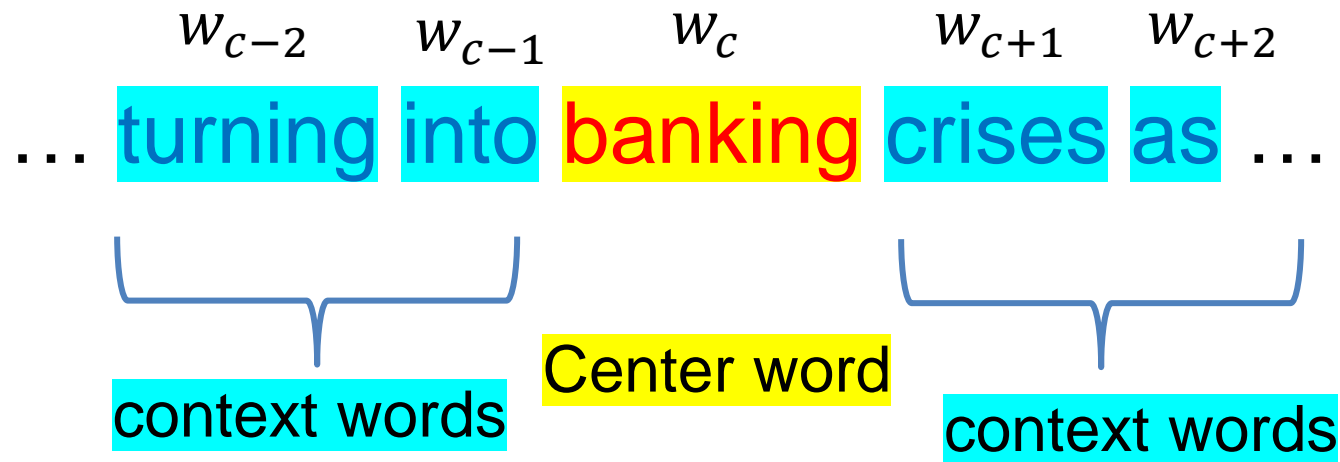 w_{c−2} w_{c−1} w_c w_{c+1} w_{c+2}
… turning into banking crises as …
Center word
context words context words